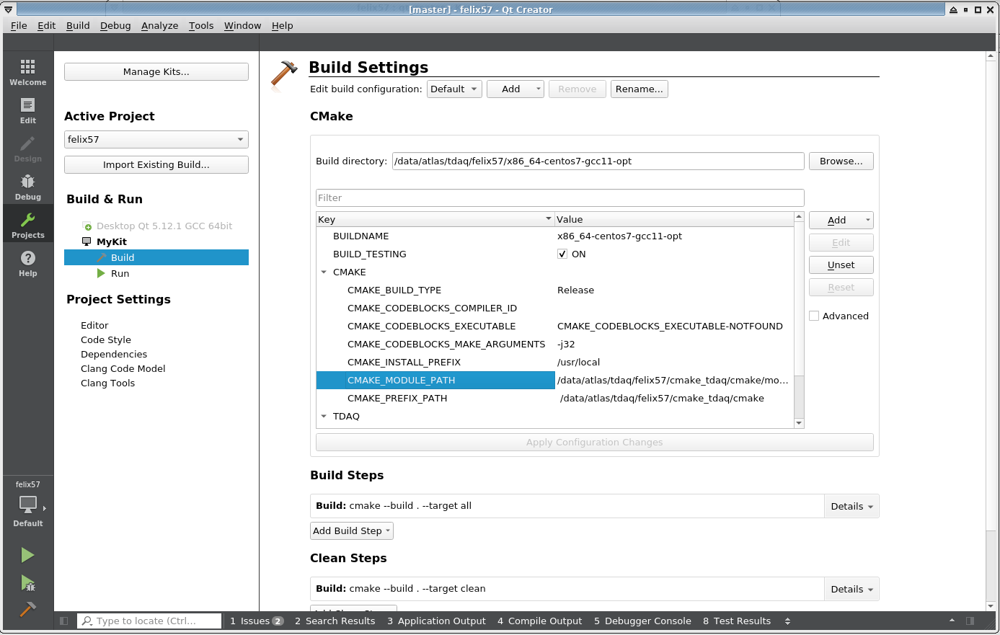 [master] - felix57 - Qt Creator
File Edit Build Debug Analyze Tools Window Help
Welcome
Edit
Design
Debug
Projects
Help
felix57
Default
Manage Kits...
Active Project
felix57
Import Existing Build...
Build & Run
Desktop Qt 5.12.1 GCC 64bit
MyKit
Build
Run
Project Settings
Editor
Code Style
Dependencies
Clang Code Model
Clang Tools
Build Settings
Edit build configuration: Default Add Remove Rename...
CMake
Build directory: /data/atlas/tdaq/felix57/x86_64-centos7-gcc11-opt Browse...
Filter
Key Value
BUILDNAME x86_64-centos7-gcc11-opt
BUILD_TESTING ON
CMAKE
CMAKE_BUILD_TYPE Release
CMAKE_CODEBLOCKS_COMPILER_ID
CMAKE_CODEBLOCKS_EXECUTABLE CMAKE_CODEBLOCKS_EXECUTABLE-NOTFOUND
CMAKE_CODEBLOCKS_MAKE_ARGUMENTS -j32
CMAKE_INSTALL_PREFIX /usr/local
CMAKE_MODULE_PATH /data/atlas/tdaq/felix57/cmake_tdaq/cmake/mo...
CMAKE_PREFIX_PATH /data/atlas/tdaq/felix57/cmake_tdaq/cmake
TDAQ
Add
Edit
Unset
Reset
Advanced
Apply Configuration Changes
Build Steps
Build: cmake --build . --target all Details
Add Build Step
Clean Steps
Build: cmake --build . --target clean Details
Type to locate (Ctrl... 1 Issues 2 2 Search Results 3 Application Output 4 Compile Output 5 Debugger Console 8 Test Results